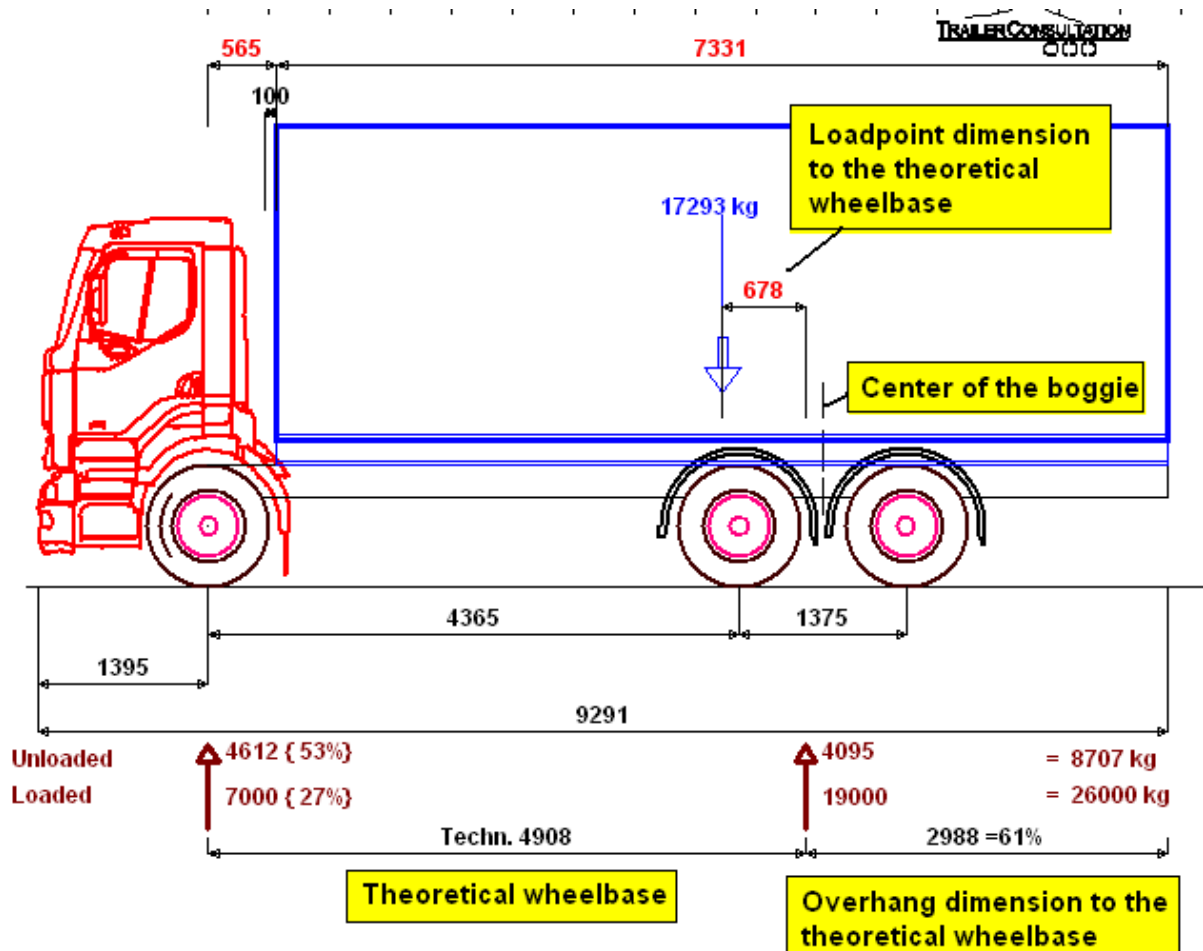 TRAILERCONSULTATION
565
7331
100
Loadpoint dimension
to the theoretical
wheelbase
17293 kg
678
Center of the boggie
4365
1375
1395
9291
Unloaded 4612 { 53%} 4095 = 8707 kg
Loaded 7000 { 27%} 19000 = 26000 kg
Techn. 4908
2988 =61%
Theoretical wheelbase
Overhang dimension to the
theoretical wheelbase